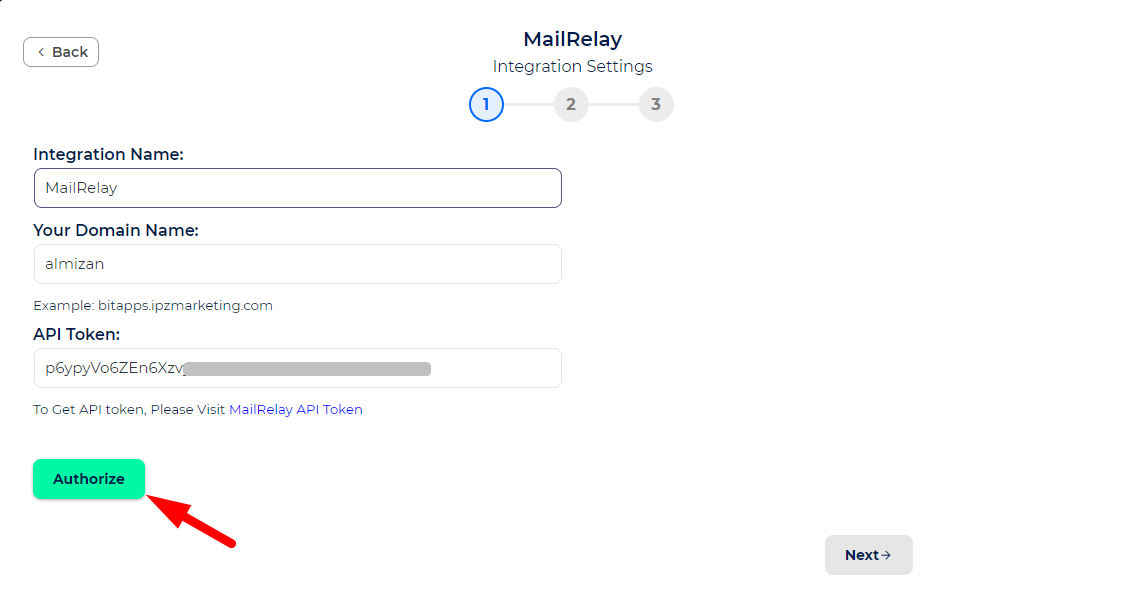 Back
MailRelay
Integration Settings
1 2 3
Integration Name:
MailRelay
Your Domain Name:
almizan
Example: bitapps.ipzmarketing.com
API Token:
p6ypyVo6ZEn6Xzv
To Get API token, Please Visit MailRelay API Token
Authorize
Next